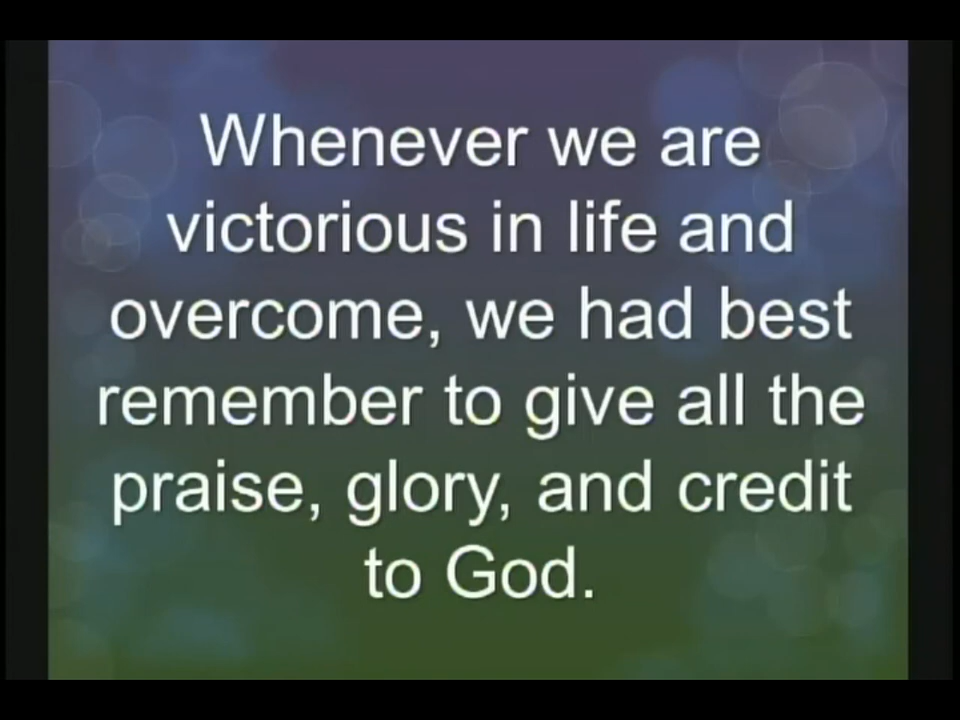 Whenever we are
victorious in life and
overcome, we had best
remember to give all the
praise, glory, and credit
to God.